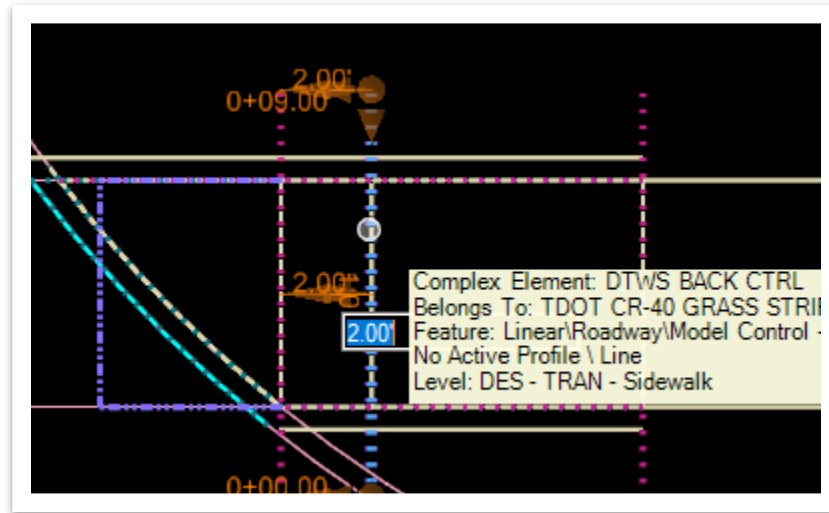 2.00'
0+09.00
2.00'
2.00'
Complex Element: DTWS BACK CTRL
Belongs To: TDOT CR-40 GRASS STRI
Feature: Linear\Roadway\Model Control -
No Active Profile \ Line
Level: DES - TRAN - Sidewalk
0+00.00